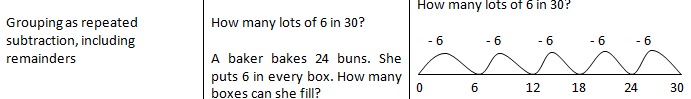 Grouping as repeated
subtraction, including
remainders
How many lots of 6 in 30?
A baker bakes 24 buns. She
puts 6 in every box. How many
boxes can she fill?
How many lots of 6 in 30?
- 6 - 6 - 6 - 6 - 6
0 6 12 18 24 30